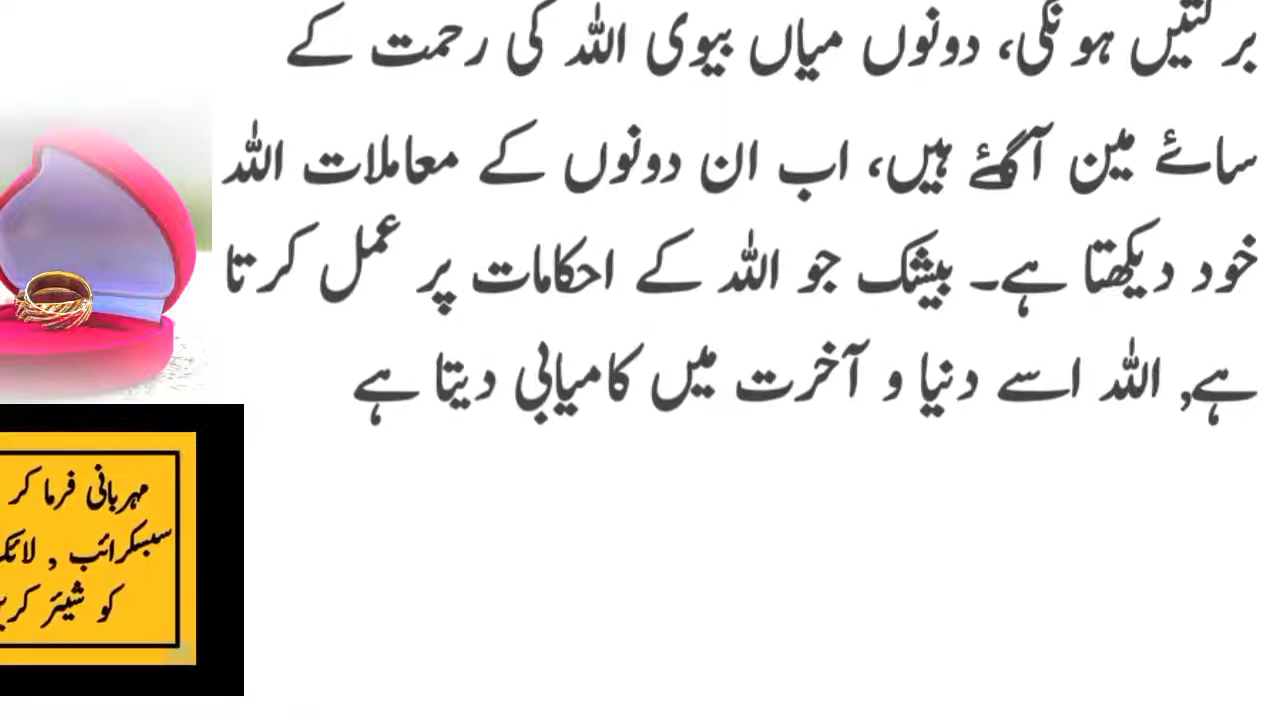 برکتیں ہونگی، دونوں میاں بیوی اللہ کی رحمت کے
سائے مین آگئے ہیں، اب ان دونوں کے معاملات اللہ
خود دیکھتا ہے۔ بیشک جو اللہ کے احکامات پر عمل کرتا
ہے, اللہ اسے دنیا و آخرت میں کامیابی دیتا ہے
مہربانی فرما کر
سبسکرائب , لائک
کو شیئر کریں